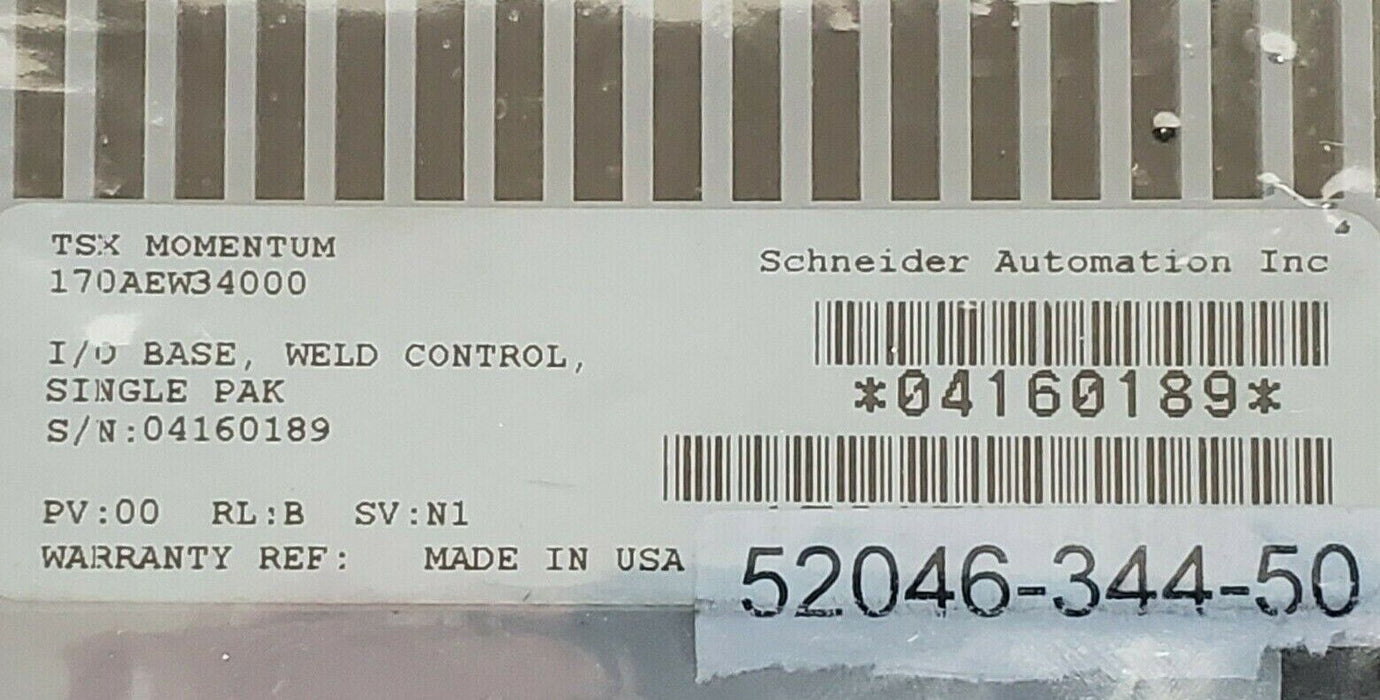 TSX MOMENTUM
170AEW34000
Schneider Automation Inc
I/O BASE, WELD CONTROL,
SINGLE PAK
*04160189*
S/N:04160189
PV:00 RL:B SV:N1
WARRANTY REF: MADE IN USA
52046-344-50